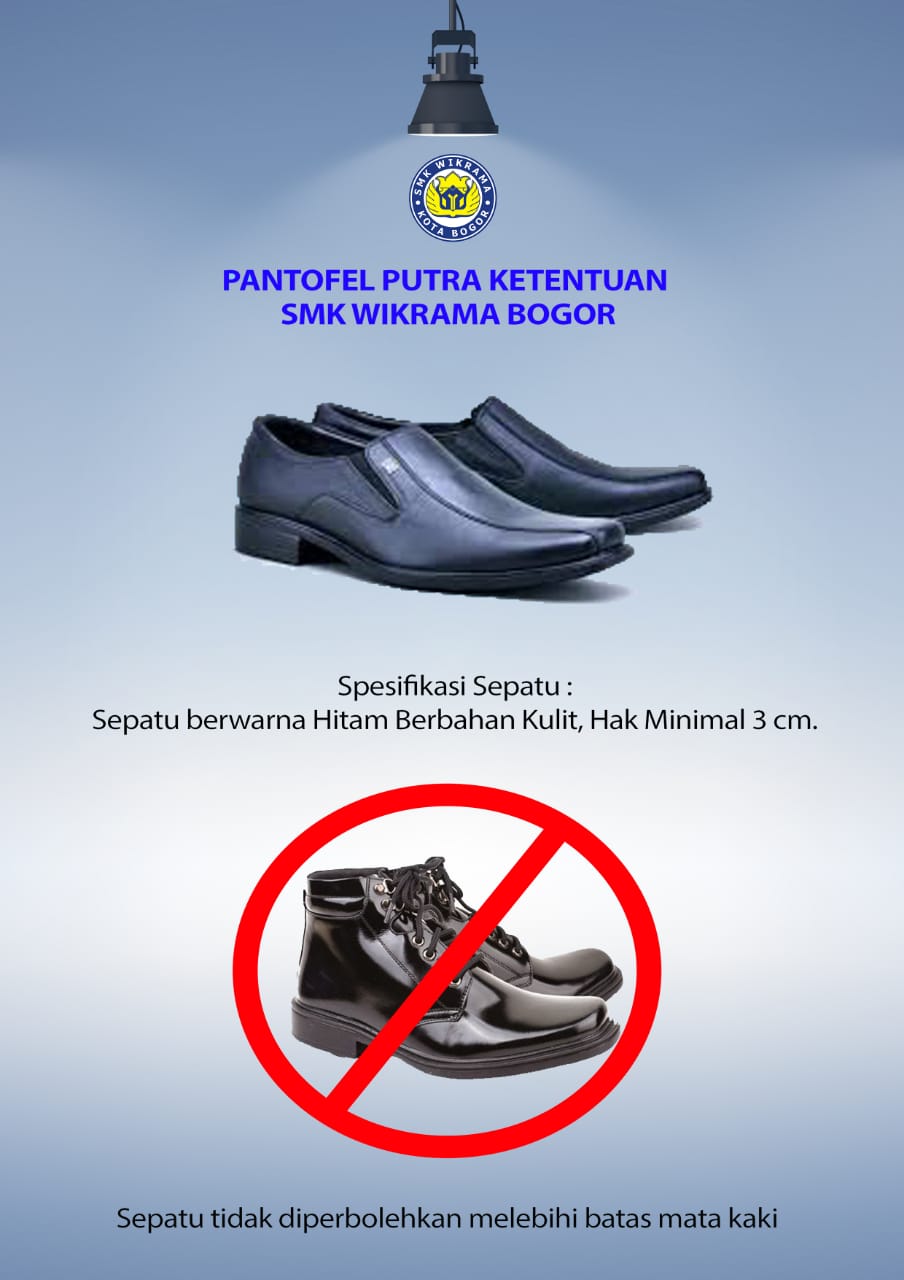 SMK WIKRAMA
KOTA BOGOR
PANTOFEL PUTRA KETENTUAN
SMK WIKRAMA BOGOR
Spesifikasi Sepatu :
Sepatu berwarna Hitam Berbahan Kulit, Hak Minimal 3 cm.
Sepatu tidak diperbolehkan melebihi batas mata kaki